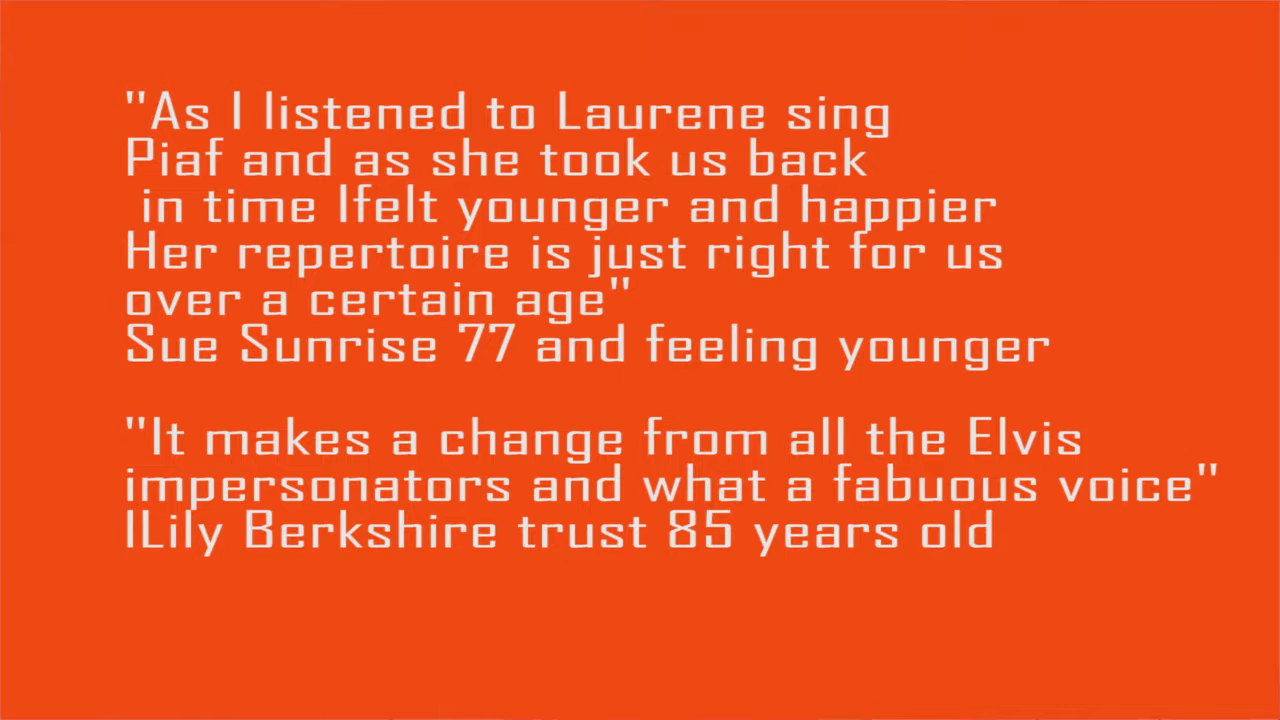 "As I listened to Laurene sing
Piaf and as she took us back
in time Ifelt younger and happier
Her repertoire is just right for us
over a certain age"
Sue Sunrise 77 and feeling younger
"It makes a change from all the Elvis
impersonators and what a fabuous voice"
lLily Berkshire trust 85 years old